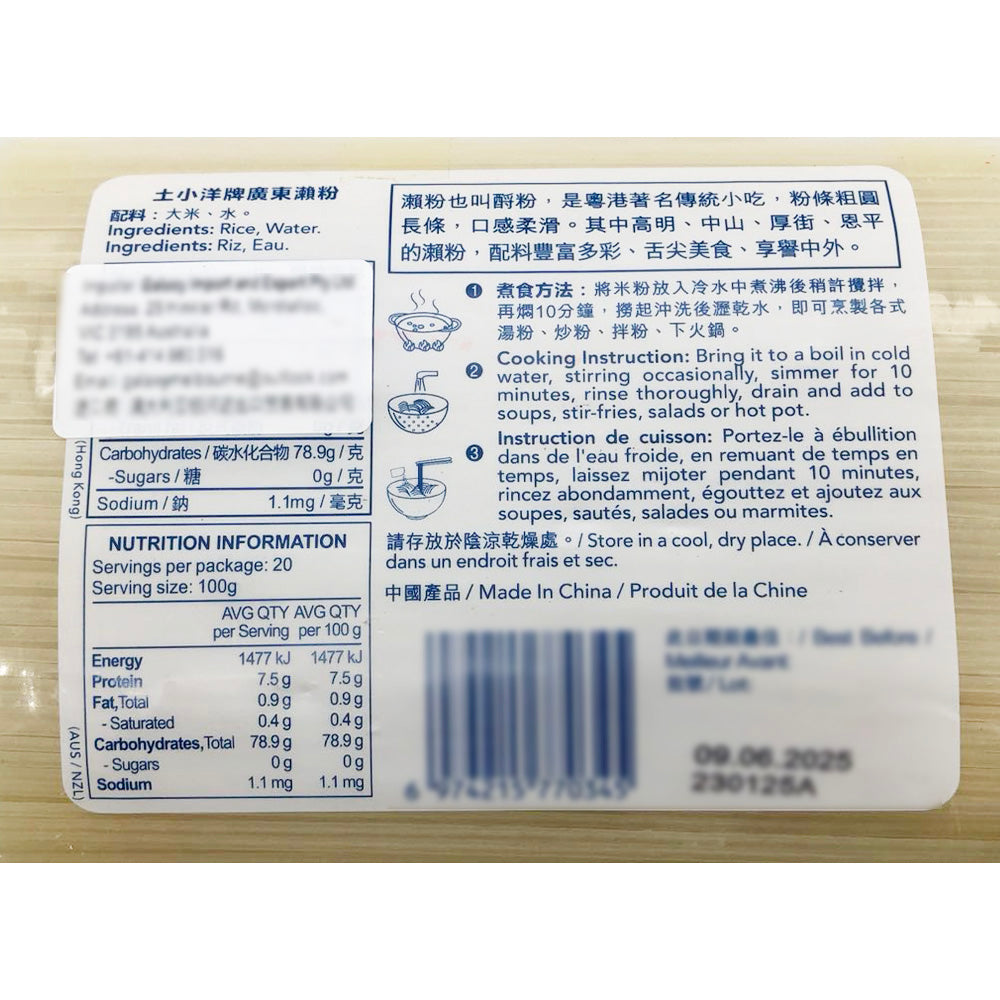 土小洋牌廣東瀨粉
配料：大米、水。
Ingredients: Rice, Water.
Ingredients: Riz, Eau.
Carbohydrates / 碳水化合物 78.9g / 克
-Sugars / 糖 0g / 克
Sodium / 鈉 1.1mg / 毫克
(Hong Kong)
NUTRITION INFORMATION
Servings per package: 20
Serving size: 100g
AVG QTY AVG QTY
per Serving per 100 g
Energy 1477 kJ 1477 kJ
Protein 7.5 g 7.5 g
Fat,Total 0.9 g 0.9 g
- Saturated 0.4 g 0.4 g
Carbohydrates,Total 78.9 g 78.9 g
- Sugars 0 g 0 g
Sodium 1.1 mg 1.1 mg
(AUS / NZL)
瀨粉也叫酹粉，是粵港著名傳統小吃，粉條粗圓
長條，口感柔滑。其中高明、中山、厚街、恩平
的瀨粉，配料豐富多彩、舌尖美食、享譽中外。
1 煮食方法：將米粉放入冷水中煮沸後稍許攪拌，
再燜10分鐘，撈起沖洗後瀝乾水，即可烹製各式
湯粉、炒粉、拌粉、下火鍋。
Cooking Instruction: Bring it to a boil in cold
2 water, stirring occasionally, simmer for 10
minutes, rinse thoroughly, drain and add to
soups, stir-fries, salads or hot pot.
Instruction de cuisson: Portez-le à ébullition
3 dans de l'eau froide, en remuant de temps en
temps, laissez mijoter pendant 10 minutes,
rincez abondamment, égouttez et ajoutez aux
soupes, sautés, salades ou marmites.
請存放於陰涼乾燥處。/ Store in a cool, dry place. / À conserver
dans un endroit frais et sec.
中國產品 / Made In China / Produit de la Chine
Best Before /
Meilleur Avant
/ Lot:
6 974215 770345
09.06.2025
230125A